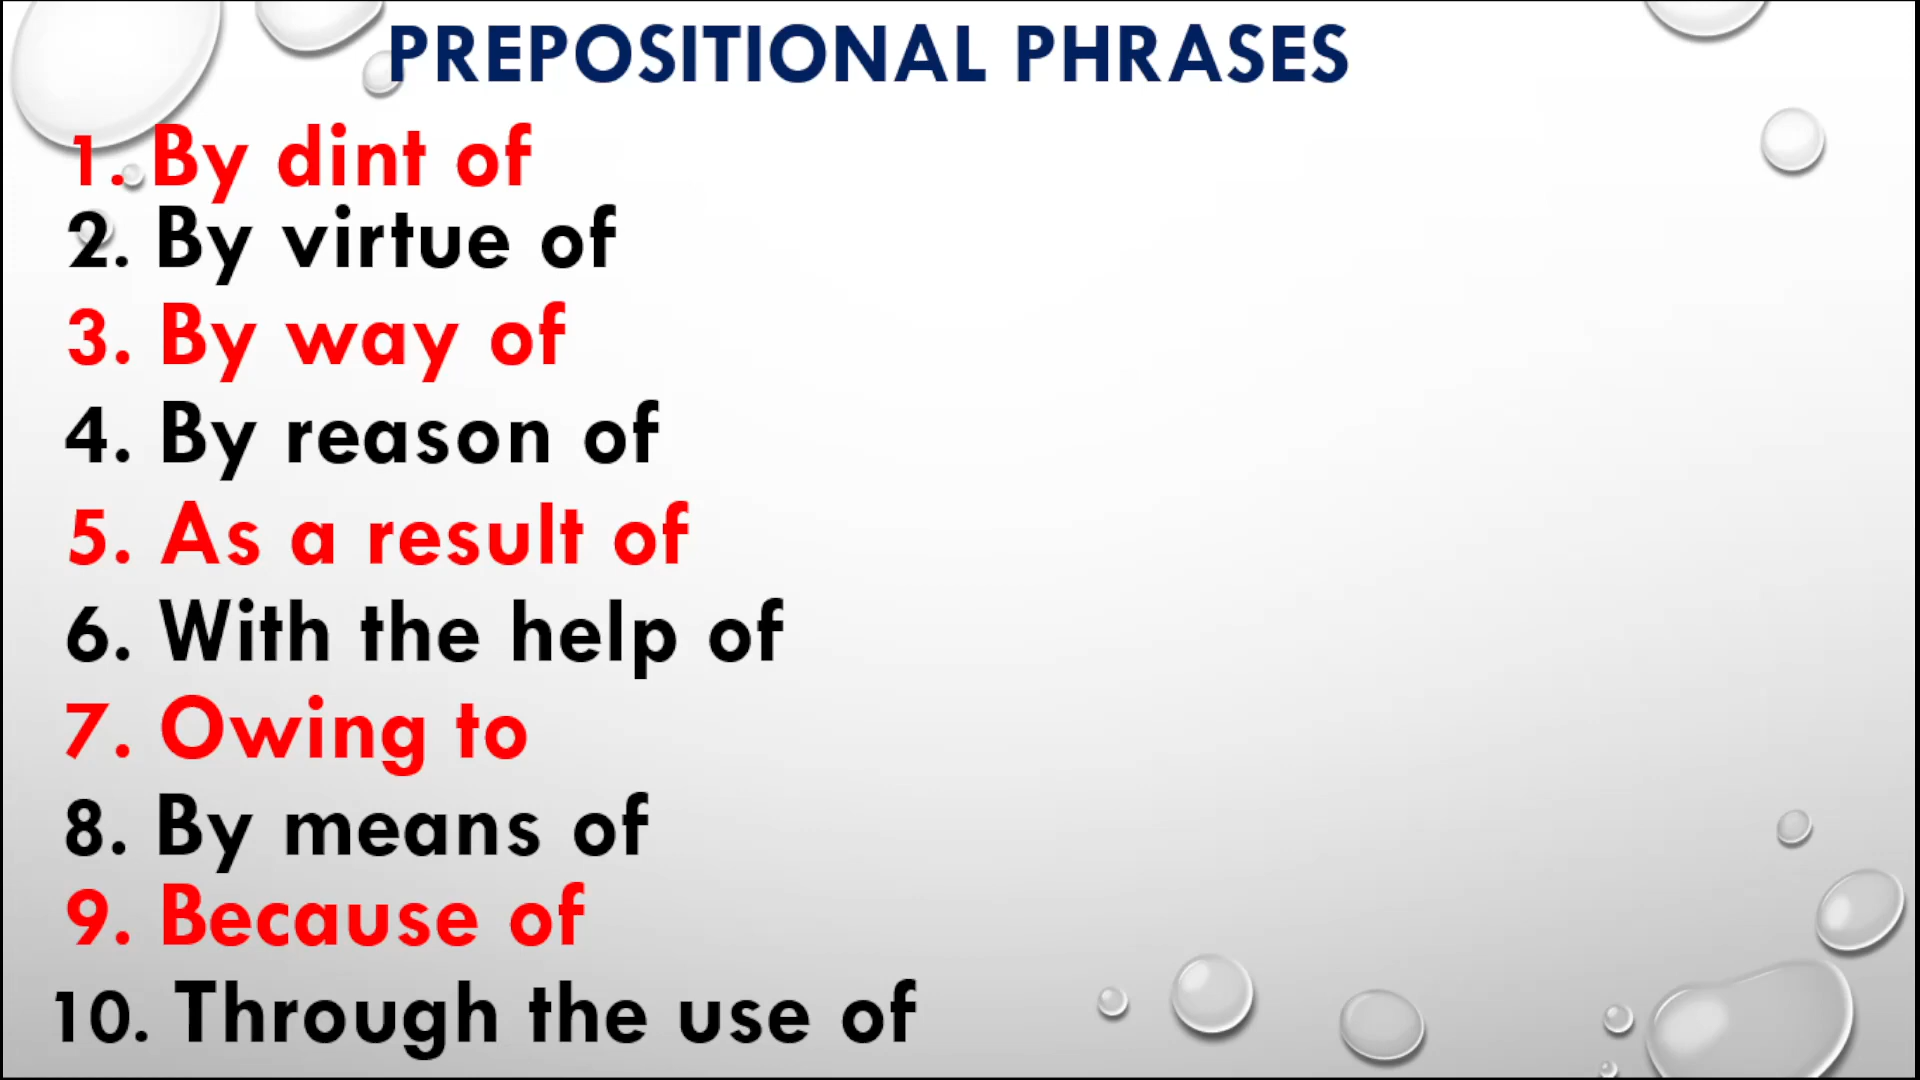 PREPOSITIONAL PHRASES
1. By dint of
2. By virtue of
3. By way of
4. By reason of
5. As a result of
6. With the help of
7. Owing to
8. By means of
9. Because of
10. Through the use of